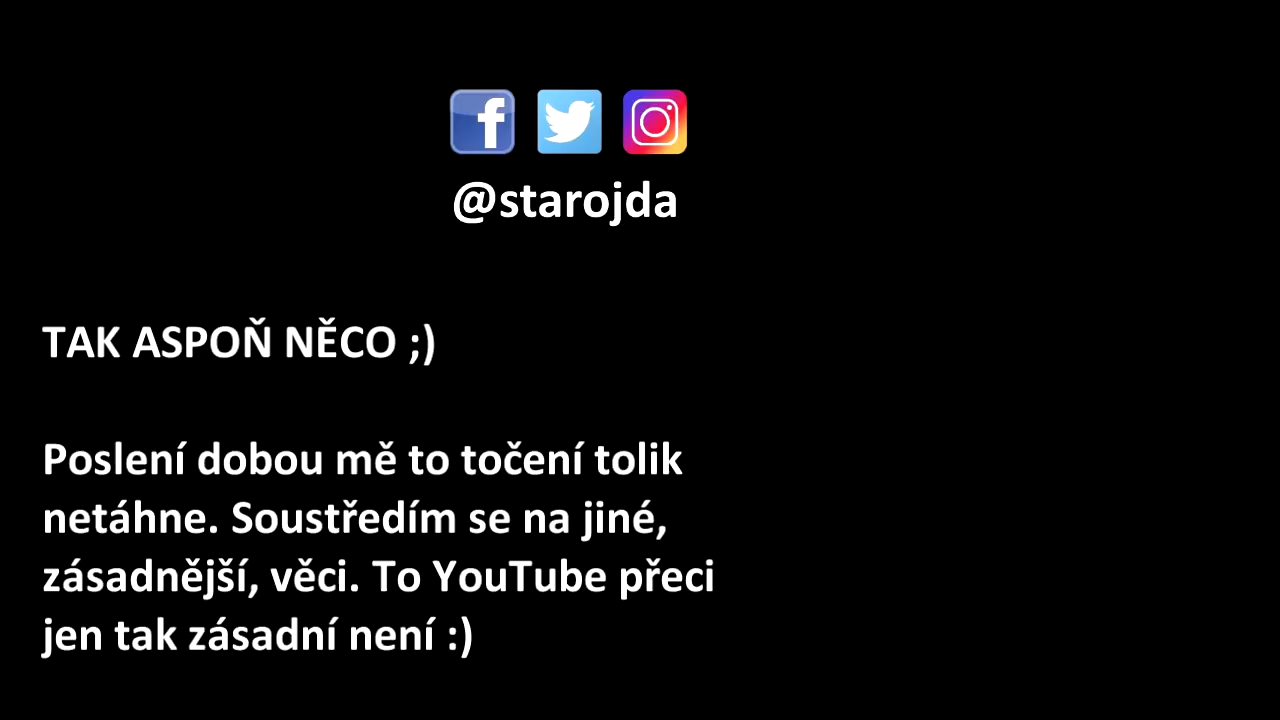 @starojda
TAK ASPOŇ NĚCO ;)
Poslení dobou mě to točení tolik
netáhne. Soustředím se na jiné,
zásadnější, věci. To YouTube přeci
jen tak zásadní není :)